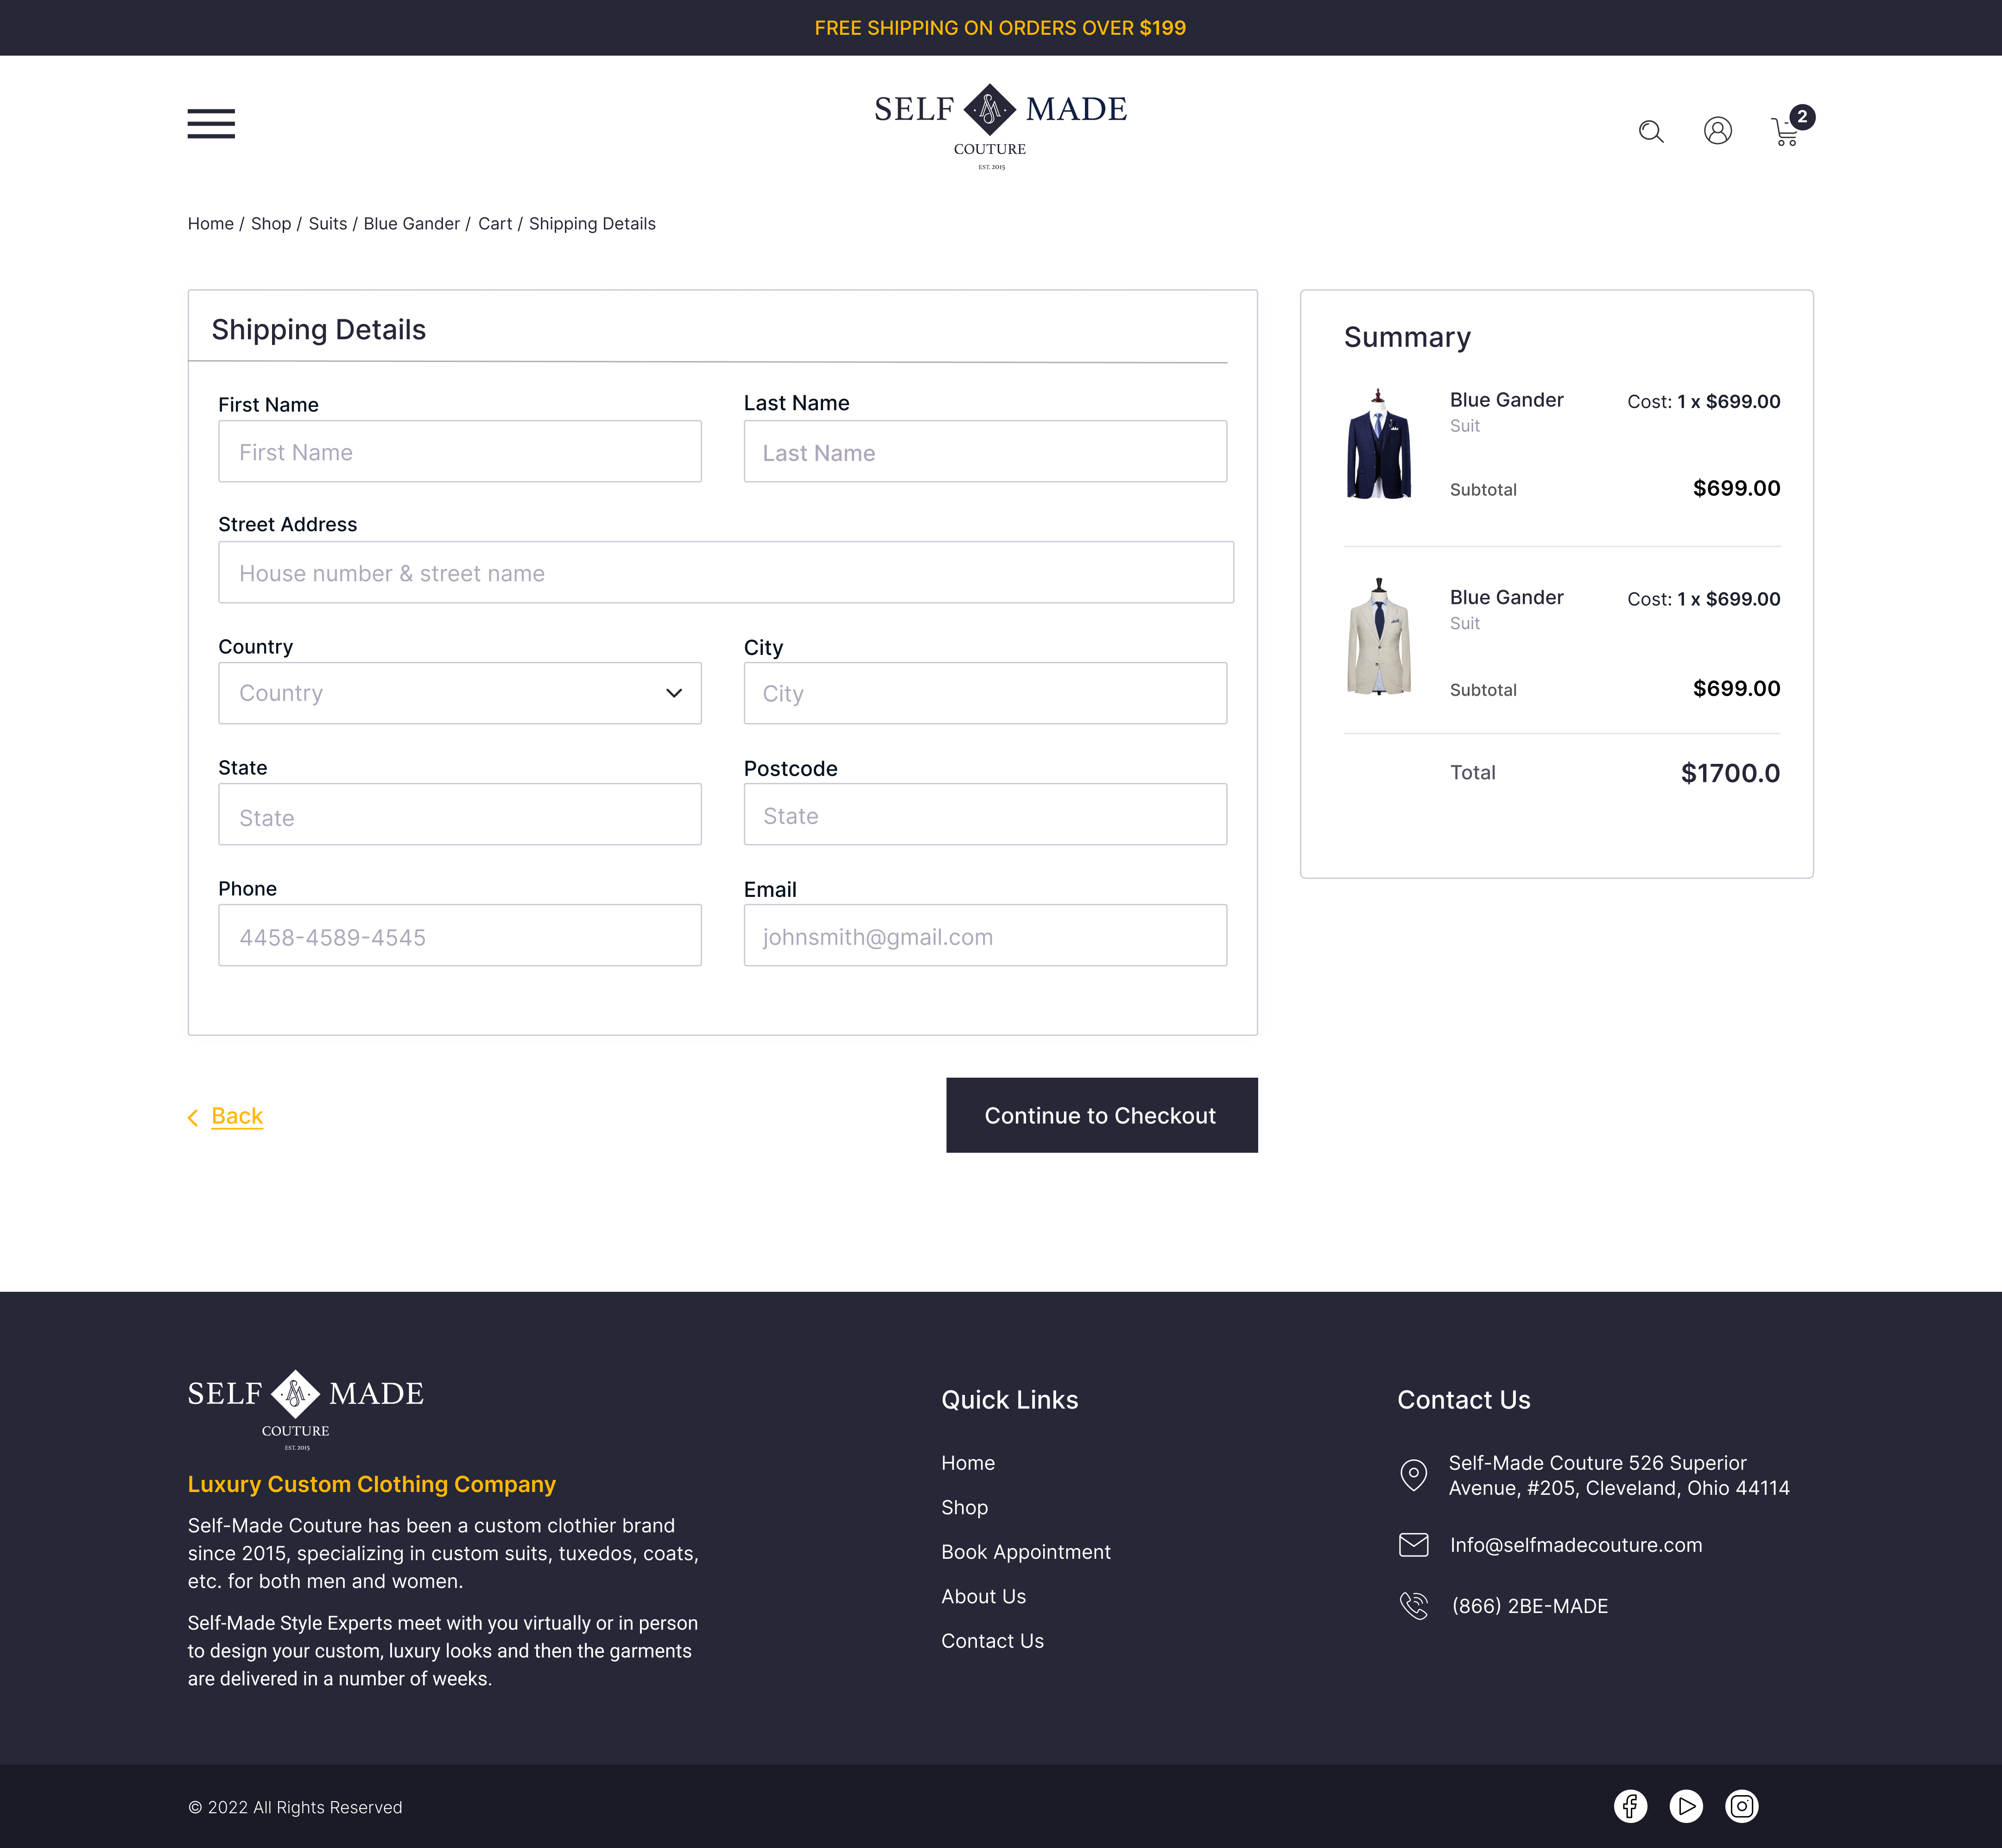 FREE SHIPPING ON ORDERS OVER $199
SELF MADE
COUTURE
EST. 2015
2
Home / Shop / Suits / Blue Gander / Cart / Shipping Details
Shipping Details
First Name
Last Name
First Name
Last Name
Street Address
House number & street name
Country
City
Country
City
State
Postcode
State
State
Phone
Email
4458-4589-4545
johnsmith@gmail.com
Back
Continue to Checkout
Summary
Blue Gander
Cost: 1 x $699.00
Suit
Subtotal
$699.00
Blue Gander
Cost: 1 x $699.00
Suit
Subtotal
$699.00
Total
$1700.0
SELF MADE
COUTURE
EST. 2015
Luxury Custom Clothing Company
Self-Made Couture has been a custom clothier brand
since 2015, specializing in custom suits, tuxedos, coats,
etc. for both men and women.
Self-Made Style Experts meet with you virtually or in person
to design your custom, luxury looks and then the garments
are delivered in a number of weeks.
Quick Links
Home
Shop
Book Appointment
About Us
Contact Us
Contact Us
Self-Made Couture 526 Superior
Avenue, #205, Cleveland, Ohio 44114
Info@selfmadecouture.com
(866) 2BE-MADE
© 2022 All Rights Reserved